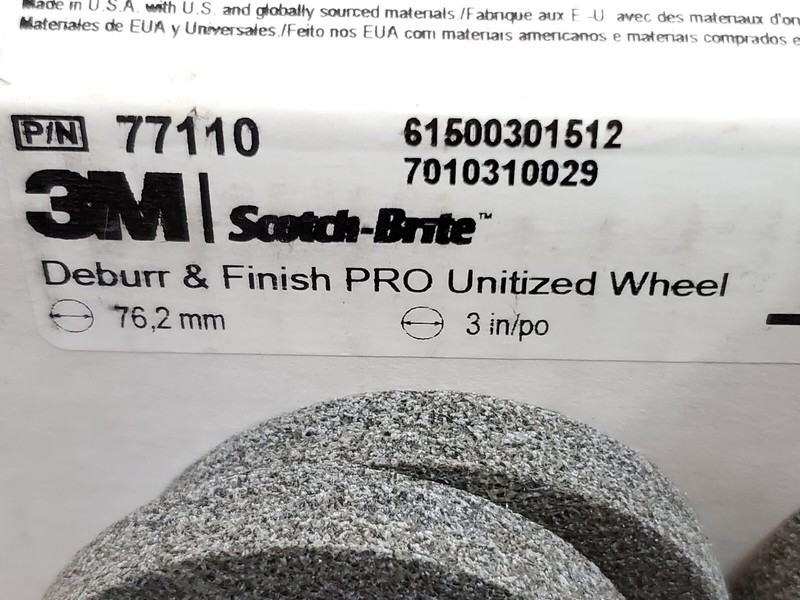 Made in U.S.A. with U.S. and globally sourced materials./Fabriqué aux E -U avec des matériaux d'ori
Materiales de EUA y Universales./Feito nos EUA com materiais americanos e materiais comprados e
P/N 77110 61500301512
7010310029
3M Scotch-Brite™
Deburr & Finish PRO Unitized Wheel
76,2 mm 3 in/po